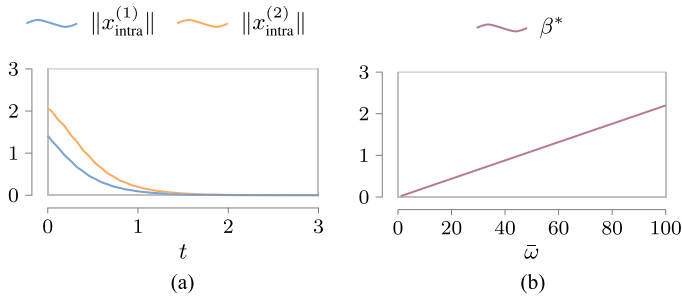 ‖x_intra^(1)‖ ‖x_intra^(2)‖
3
2
1
0
0 1 2 3
t
(a)
β*
3
2
1
0
0 20 40 60 80 100
ω̄
(b)